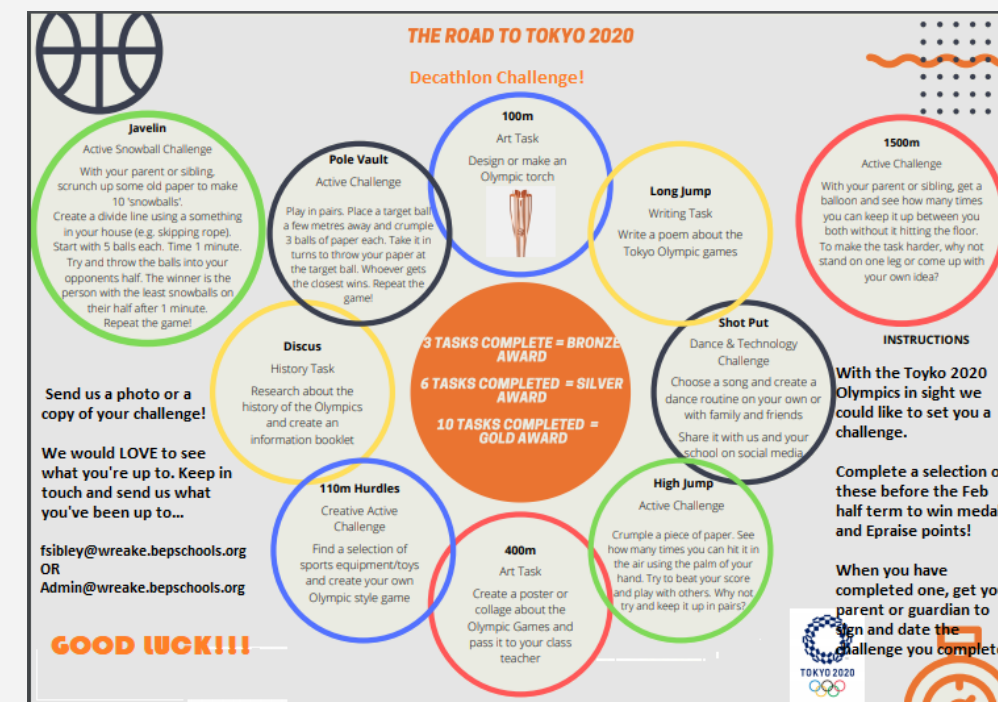 THE ROAD TO TOKYO 2020
Decathlon Challenge!
Javelin
Active Snowball Challenge
With your parent or sibling,
scrunch up some old paper to make
10 'snowballs'.
Create a divide line using a something
in your house (e.g. skipping rope).
Start with 5 balls each. Time 1 minute.
Try and throw the balls into your
opponents half. The winner is the
person with the least snowballs on
their half after 1 minute.
Repeat the game!
Pole Vault
Active Challenge
Play in pairs. Place a target ball
a few metres away and crumple
3 balls of paper each. Take it in
turns to throw your paper at
the target ball. Whoever gets
the closest wins. Repeat the
game!
100m
Art Task
Design or make an
Olympic torch
Long Jump
Writing Task
Write a poem about the
Tokyo Olympic games
1500m
Active Challenge
With your parent or sibling, get a
balloon and see how many times
you can keep it up between you
both without it hitting the floor.
To make the task harder, why not
stand on one leg or come up with
your own idea?
Discus
History Task
Research about the
history of the Olympics
and create an
information booklet
3 TASKS COMPLETE = BRONZE
AWARD
6 TASKS COMPLETED = SILVER
AWARD
10 TASKS COMPLETED =
GOLD AWARD
Shot Put
Dance & Technology
Challenge
Choose a song and create a
dance routine on your own or
with family and friends
Share it with us and your
school on social media
Send us a photo or a
copy of your challenge!
We would LOVE to see
what you're up to. Keep in
touch and send us what
you've been up to...
fsibley@wreake.bepschools.org
OR
Admin@wreake.bepschools.org
GOOD LUCK!!!
110m Hurdles
Creative Active
Challenge
Find a selection of
sports equipment/toys
and create your own
Olympic style game
400m
Art Task
Create a poster or
collage about the
Olympic Games and
pass it to your class
teacher
High Jump
Active Challenge
Crumple a piece of paper. See
how many times you can hit it in
the air using the palm of your
hand. Try to beat your score
and play with others. Why not
try and keep it up in pairs?
INSTRUCTIONS
With the Toyko 2020
Olympics in sight we
could like to set you a
challenge.
Complete a selection
these before the Feb
half term to win
and Epraise points!
When you have
completed one, get
parent or guardian to
sign and date the
challenge you
TOKYO 2020